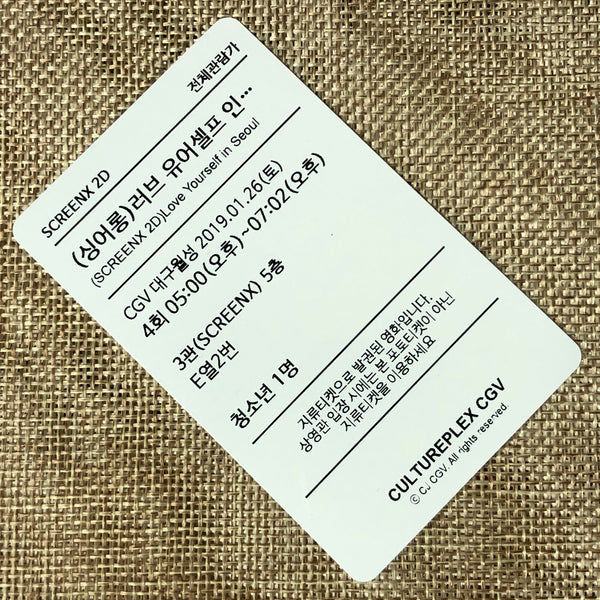 SCREENX 2D
전체관람가
(싱어롱)러브 유어셀프 인…
(SCREENX 2D)Love Yourself in Seoul
CGV 대구월성 2019.01.26(토)
4회 05:00(오후)~07:02(오후)
3관(SCREENX) 5층
E열2번
청소년 1명
지류티켓으로 발권된 영화입니다.
상영관 입장 시에는 본 포토티켓이 아닌
지류티켓을 이용하세요
CULTUREPLEX CGV
© CJ CGV. All rights reserved.